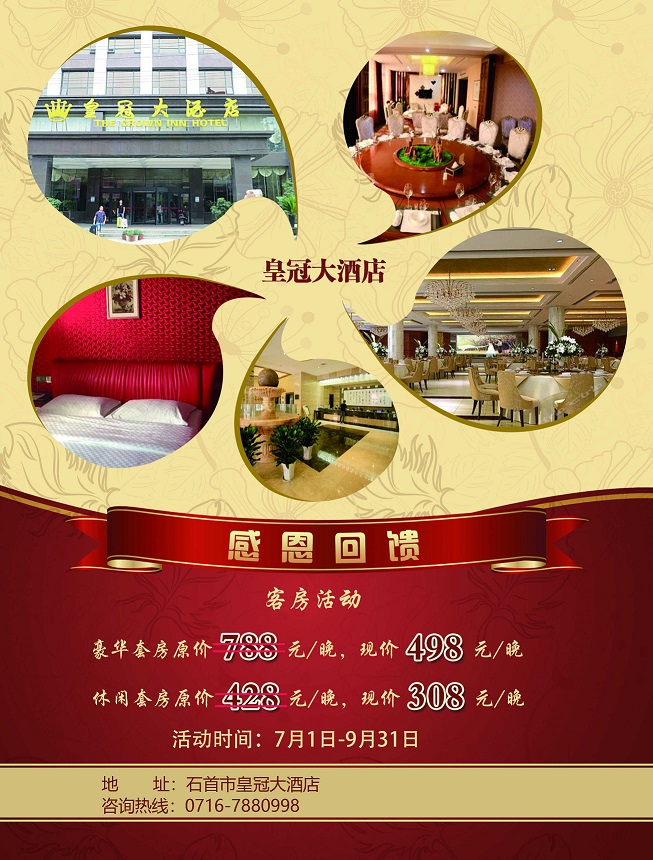 皇冠大酒店
THE CROWN INN HOTEL
皇冠大酒店
感恩回馈
客房活动
豪华套房原价788元/晚，现价498元/晚
休闲套房原价428元/晚，现价308元/晚
活动时间：7月1日-9月31日
地 址：石首市皇冠大酒店
咨询热线：0716-7880998